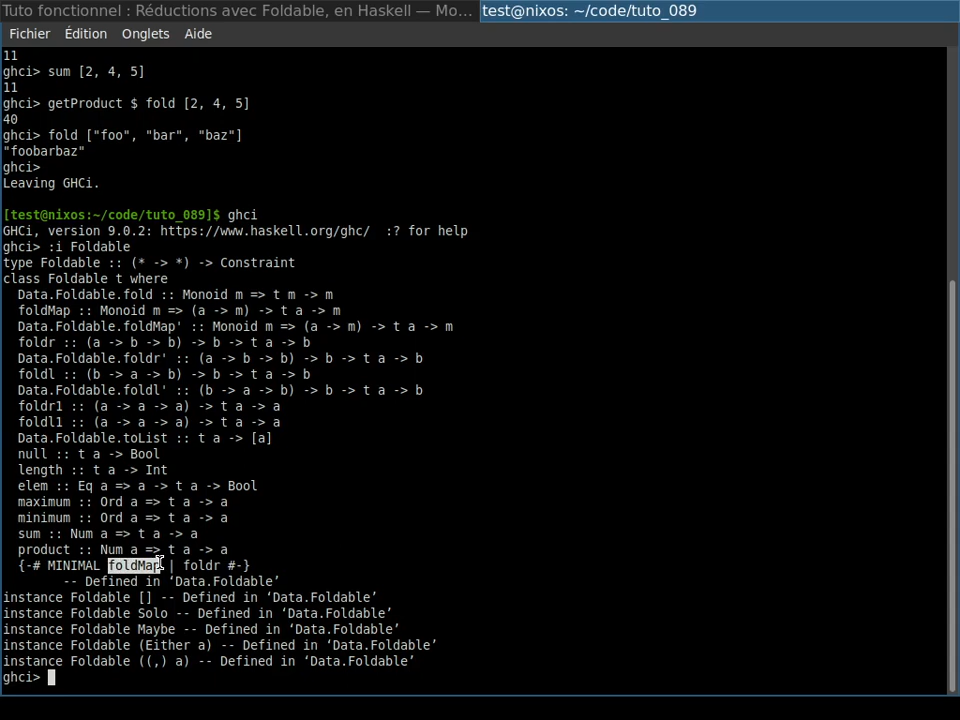 Tuto fonctionnel : Réductions avec Foldable, en Haskell — Mo...
test@nixos: ~/code/tuto_089
Fichier Édition Onglets Aide
11
ghci> sum [2, 4, 5]
11
ghci> getProduct $ fold [2, 4, 5]
40
ghci> fold ["foo", "bar", "baz"]
"foobarbaz"
ghci>
Leaving GHCi.
[test@nixos:~/code/tuto_089]$ ghci
GHCi, version 9.0.2: https://www.haskell.org/ghc/  :? for help
ghci> :i Foldable
type Foldable :: (* -> *) -> Constraint
class Foldable t where
  Data.Foldable.fold :: Monoid m => t m -> m
  foldMap :: Monoid m => (a -> m) -> t a -> m
  Data.Foldable.foldMap' :: Monoid m => (a -> m) -> t a -> m
  foldr :: (a -> b -> b) -> b -> t a -> b
  Data.Foldable.foldr' :: (a -> b -> b) -> b -> t a -> b
  foldl :: (b -> a -> b) -> b -> t a -> b
  Data.Foldable.foldl' :: (b -> a -> b) -> b -> t a -> b
  foldr1 :: (a -> a -> a) -> t a -> a
  foldl1 :: (a -> a -> a) -> t a -> a
  Data.Foldable.toList :: t a -> [a]
  null :: t a -> Bool
  length :: t a -> Int
  elem :: Eq a => a -> t a -> Bool
  maximum :: Ord a => t a -> a
  minimum :: Ord a => t a -> a
  sum :: Num a => t a -> a
  product :: Num a => t a -> a
  {-# MINIMAL foldMap | foldr #-}
        -- Defined in ‘Data.Foldable’
instance Foldable [] -- Defined in ‘Data.Foldable’
instance Foldable Solo -- Defined in ‘Data.Foldable’
instance Foldable Maybe -- Defined in ‘Data.Foldable’
instance Foldable (Either a) -- Defined in ‘Data.Foldable’
instance Foldable ((,) a) -- Defined in ‘Data.Foldable’
ghci>